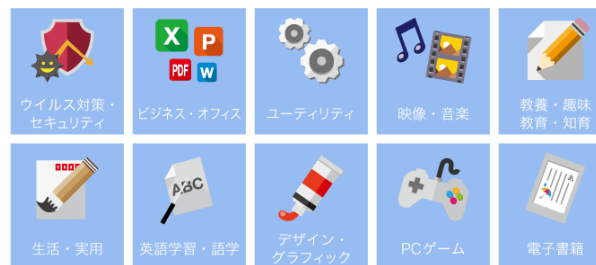 X
P
PDF
W
ウイルス対策・
セキュリティ
ビジネス・オフィス
ユーティリティ
映像・音楽
教養・趣味
教育・知育
ABC
あ
生活・実用
英語学習・語学
デザイン・
グラフィック
PCゲーム
電子書籍